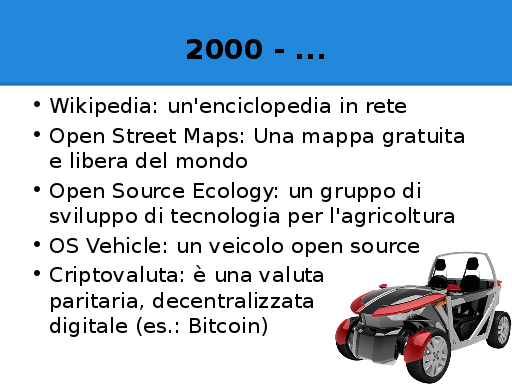 2000 - ...
• Wikipedia: un'enciclopedia in rete
• Open Street Maps: Una mappa gratuita
e libera del mondo
• Open Source Ecology: un gruppo di
sviluppo di tecnologia per l'agricoltura
• OS Vehicle: un veicolo open source
• Criptovaluta: è una valuta
paritaria, decentralizzata
digitale (es.: Bitcoin)